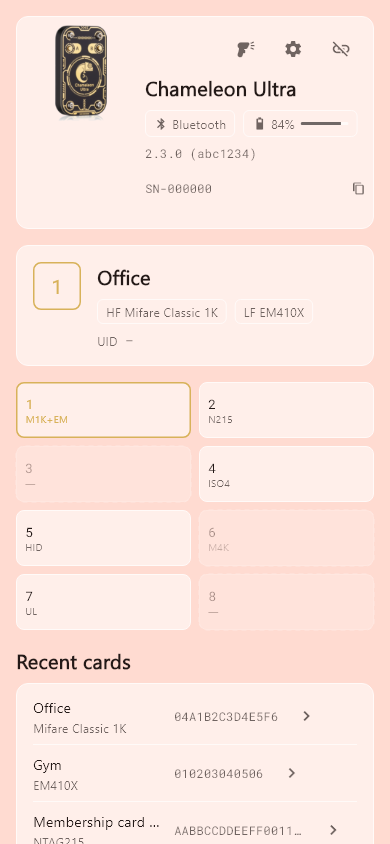 Chameleon
Ultra
Chameleon Ultra
Bluetooth
84%
2.3.0 (abc1234)
SN-000000
1
Office
HF Mifare Classic 1K
LF EM410X
UID –
1
M1K+EM
2
N215
3
—
4
ISO4
5
HID
6
M4K
7
UL
8
—
Recent cards
Office
04A1B2C3D4E5F6
Mifare Classic 1K
Gym
010203040506
EM410X
Membership card ...
AABBCCDDEEFF0011...
NTAG215